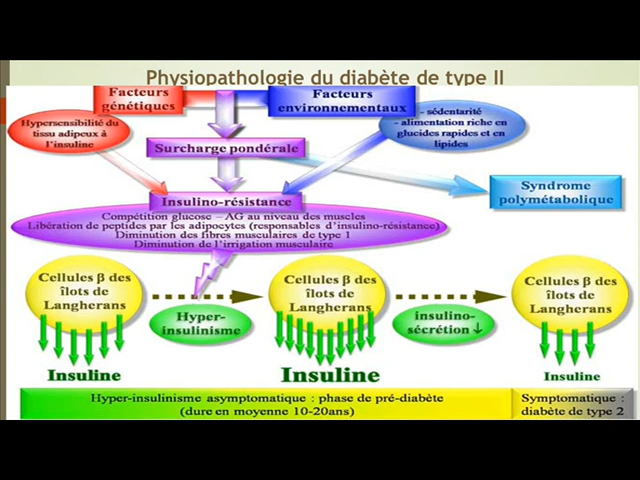 Physiopathologie du diabète de type II
Facteurs
génétiques
Facteurs
environnementaux
Hypersensibilité du
tissu adipeux à
l'insuline
- sédentarité
- alimentation riche en
glucides rapides et en
lipides
Surcharge pondérale
Syndrome
polymétabolique
Insulino-résistance
Compétition glucose – AG au niveau des muscles
Libération de peptides par les adipocytes (responsables d'insulino-résistance)
Diminution des fibres musculaires de type 1
Diminution de l'irrigation musculaire
Cellules β des
îlots de
Langherans
Hyper-
insulinisme
Cellules β des
îlots de
Langherans
insulino-
sécrétion ↓
Cellules β des
îlots de
Langherans
Insuline
Insuline
Insuline
Hyper-insulinisme asymptomatique : phase de pré-diabète
(dure en moyenne 10-20ans)
Symptomatique :
diabète de type 2